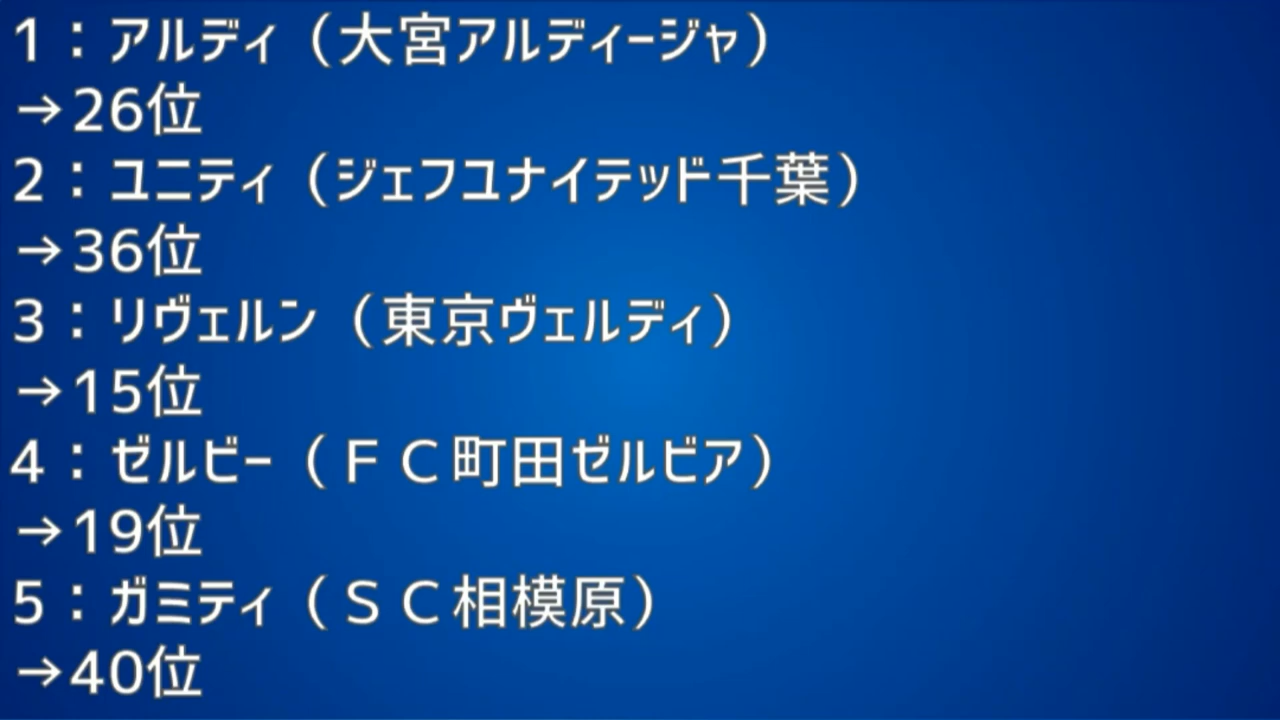 1：アルディ（大宮アルディージャ）
→26位
2：ユニティ（ジェフユナイテッド千葉）
→36位
3：リヴェルン（東京ヴェルディ）
→15位
4：ゼルビー（ＦＣ町田ゼルビア）
→19位
5：ガミティ（ＳＣ相模原）
→40位